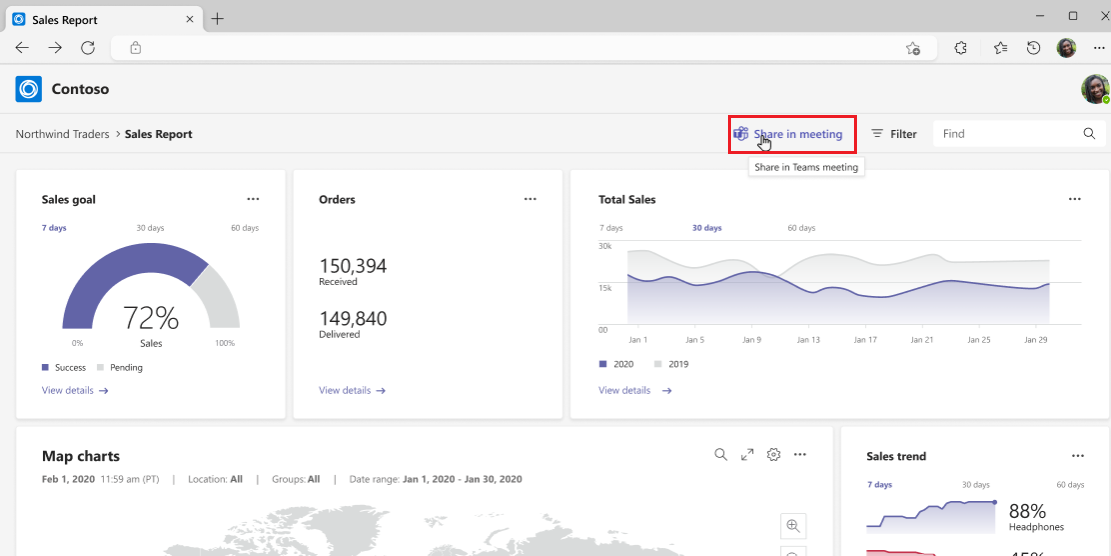 Sales Report
Contoso
Northwind Traders > Sales Report
Share in meeting
Filter
Find
Share in Teams meeting
Sales goal
7 days 30 days 60 days
72%
0% Sales 100%
Success Pending
View details →
Orders
150,394
Received
149,840
Delivered
View details →
Total Sales
7 days 30 days 60 days
30k
15k
00
Jan 1 Jan 5 Jan 9 Jan 13 Jan 17 Jan 21 Jan 25 Jan 29
2020 2019
View details →
Map charts
Feb 1, 2020 11:59 am (PT) | Location: All | Groups: All | Date range: Jan 1, 2020 - Jan 30, 2020
Sales trend
7 days 30 days 60 days
88%
Headphones